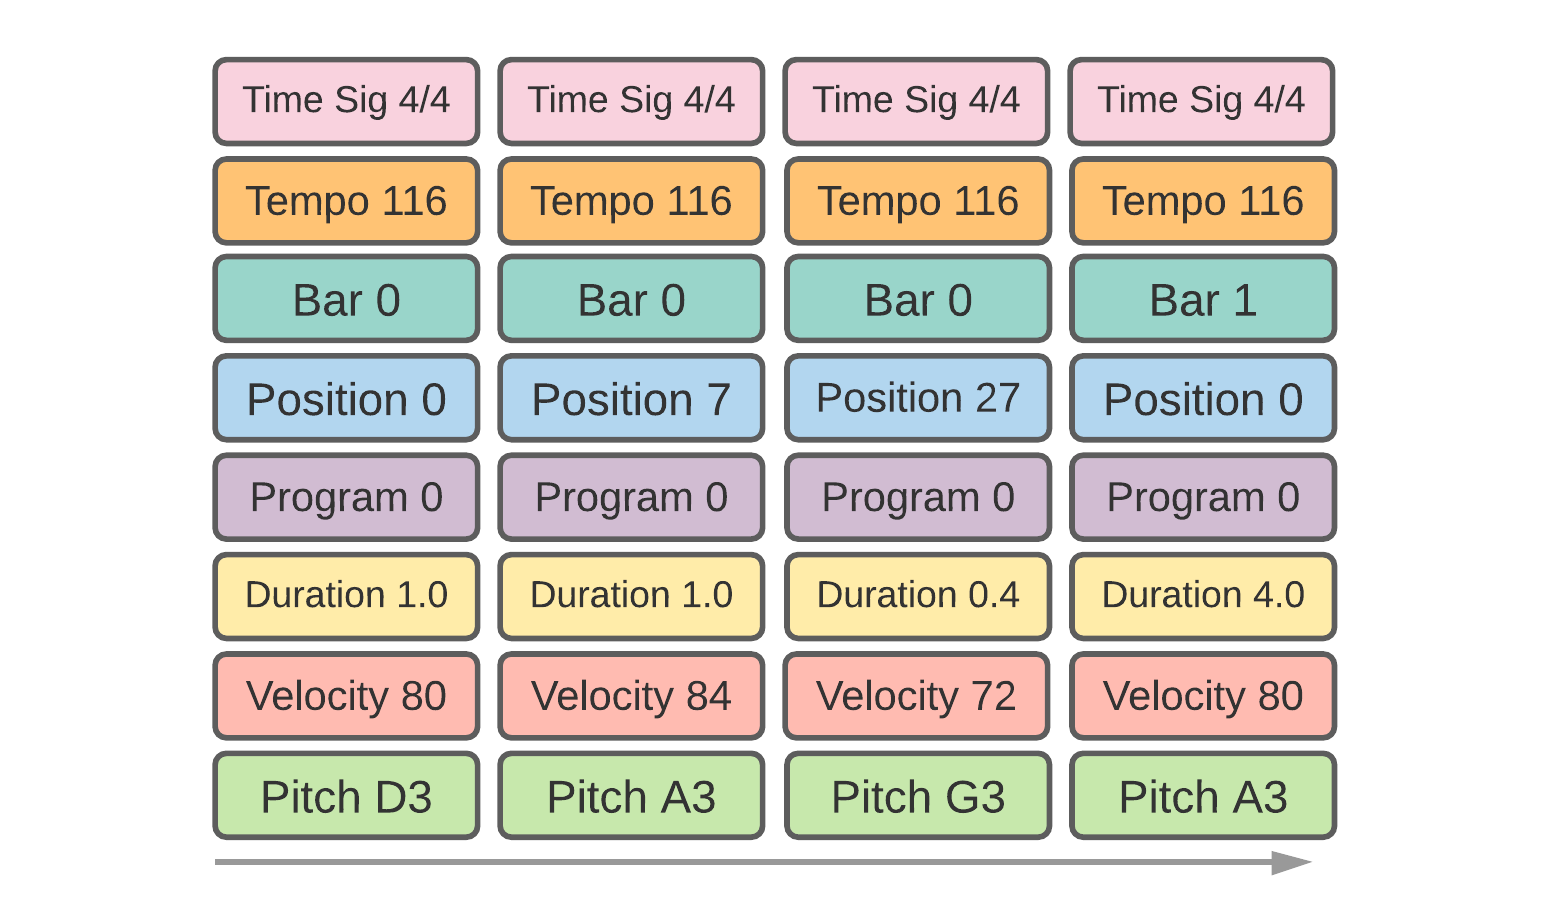 Time Sig 4/4 Time Sig 4/4 Time Sig 4/4 Time Sig 4/4
Tempo 116 Tempo 116 Tempo 116 Tempo 116
Bar 0 Bar 0 Bar 0 Bar 1
Position 0 Position 7 Position 27 Position 0
Program 0 Program 0 Program 0 Program 0
Duration 1.0 Duration 1.0 Duration 0.4 Duration 4.0
Velocity 80 Velocity 84 Velocity 72 Velocity 80
Pitch D3 Pitch A3 Pitch G3 Pitch A3